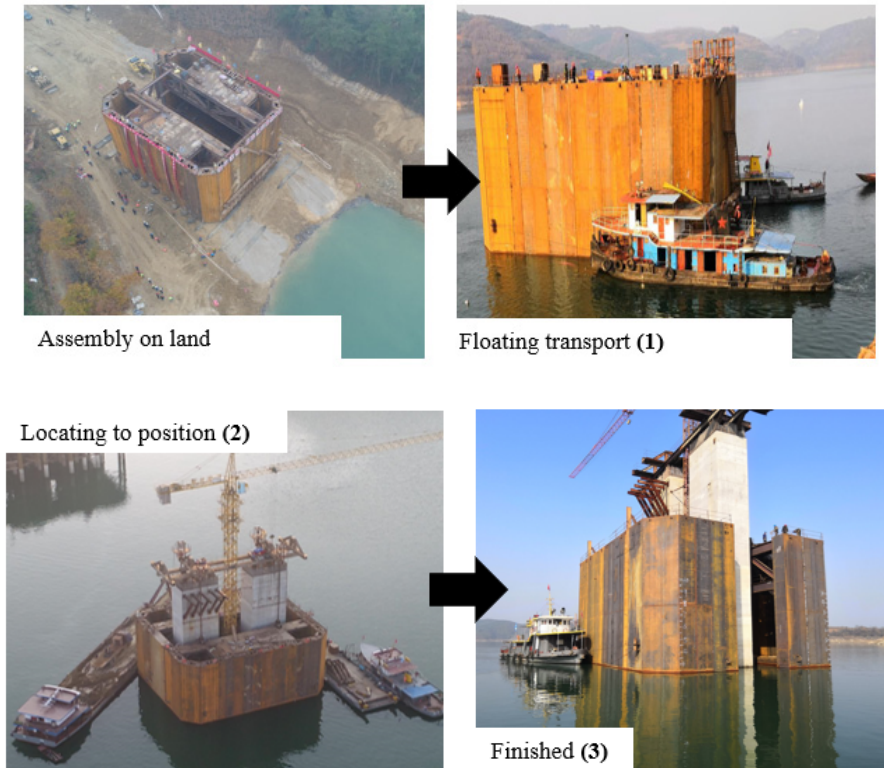 Assembly on land
Floating transport (1)
Locating to position (2)
Finished (3)